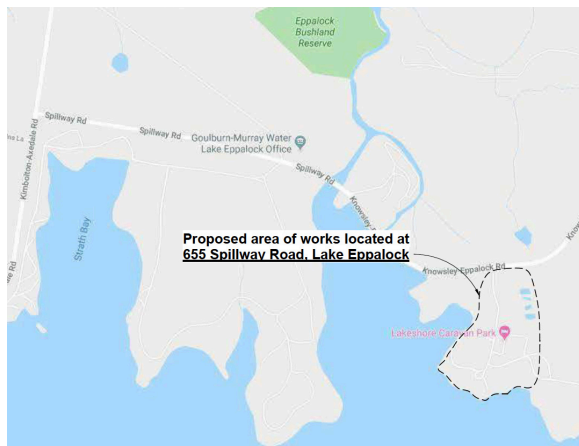 Eppalock
Bushland
Reserve
Spillway Rd
Spillway Rd
Goulburn-Murray Water
Lake Eppalock Office
Spillway Rd
Kimbolton-Axedale Rd
Strath Bay
Knowsley-
Proposed area of works located at
655 Spillway Road, Lake Eppalock
Knowsley Eppalock Rd
Lakeshore Caravan Park